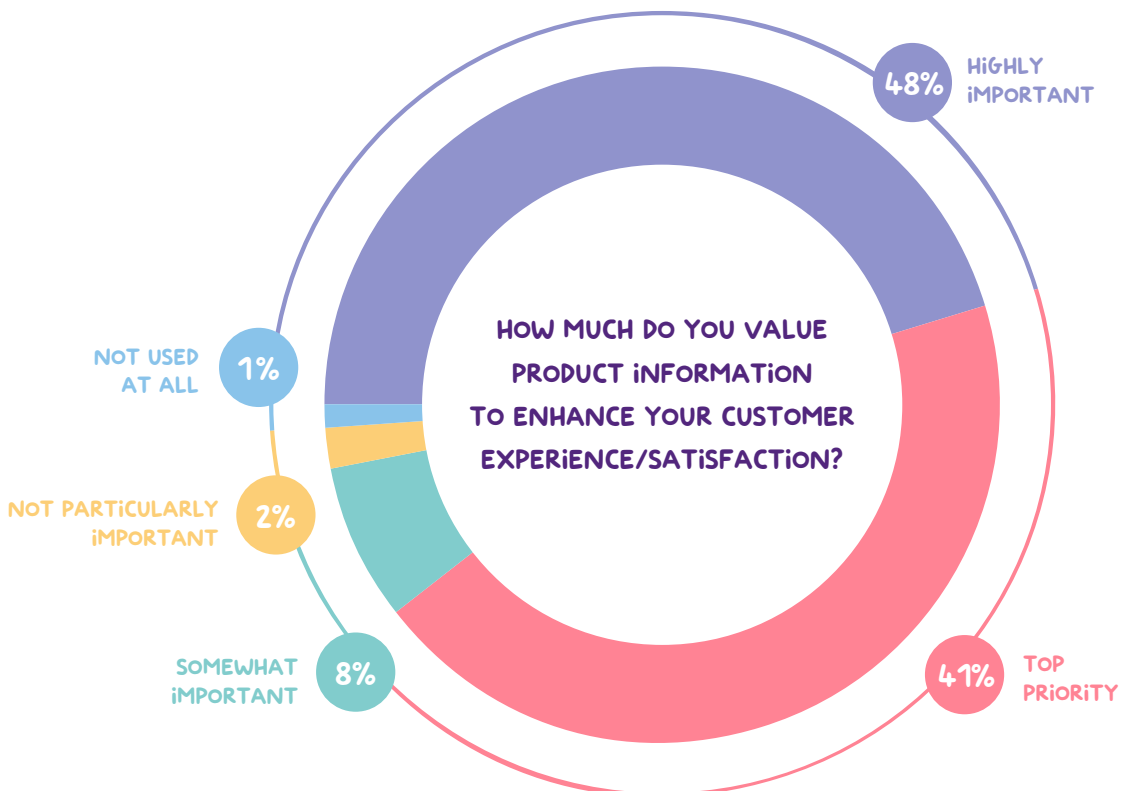 48%
HiGHLY
iMPORTANT
HOW MUCH DO YOU VALUE
PRODUCT iNFORMATiON
TO ENHANCE YOUR CUSTOMER
EXPERiENCE/SATiSFACTiON?
NOT USED
AT ALL
1%
NOT PARTiCULARLY
iMPORTANT
2%
SOMEWHAT
iMPORTANT
8%
41%
TOP
PRiORiTY